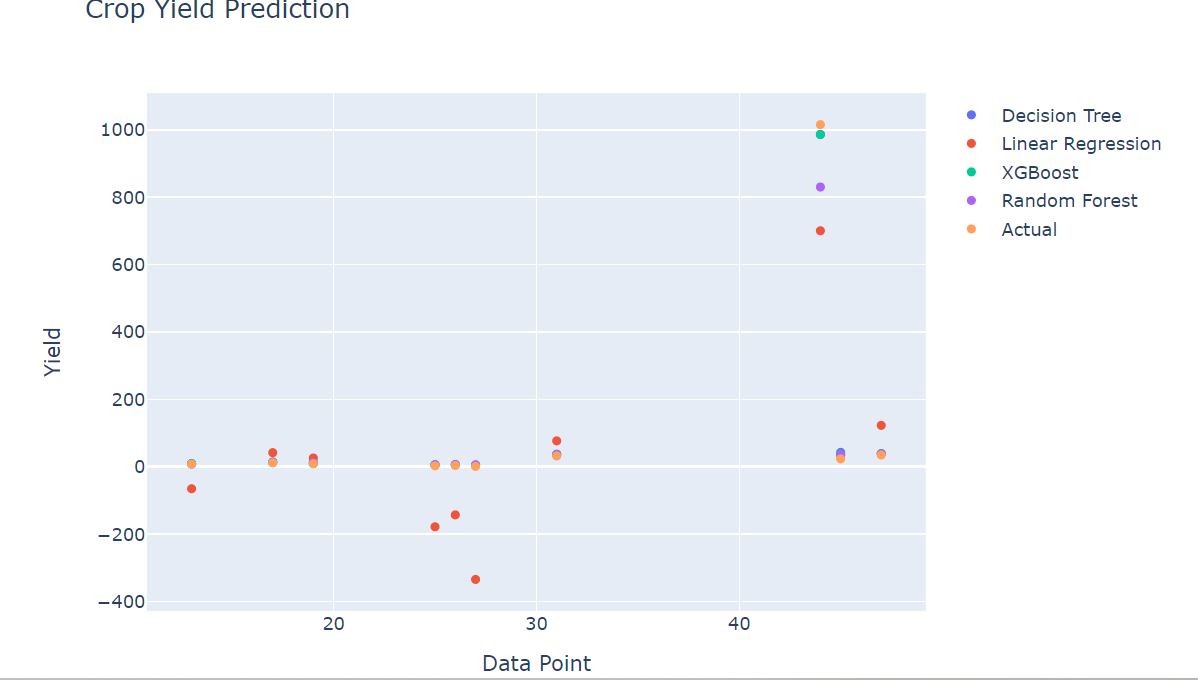 Crop Yield Prediction
1000
800
600
400
200
0
−200
−400
Yield
20
30
40
Data Point
Decision Tree
Linear Regression
XGBoost
Random Forest
Actual